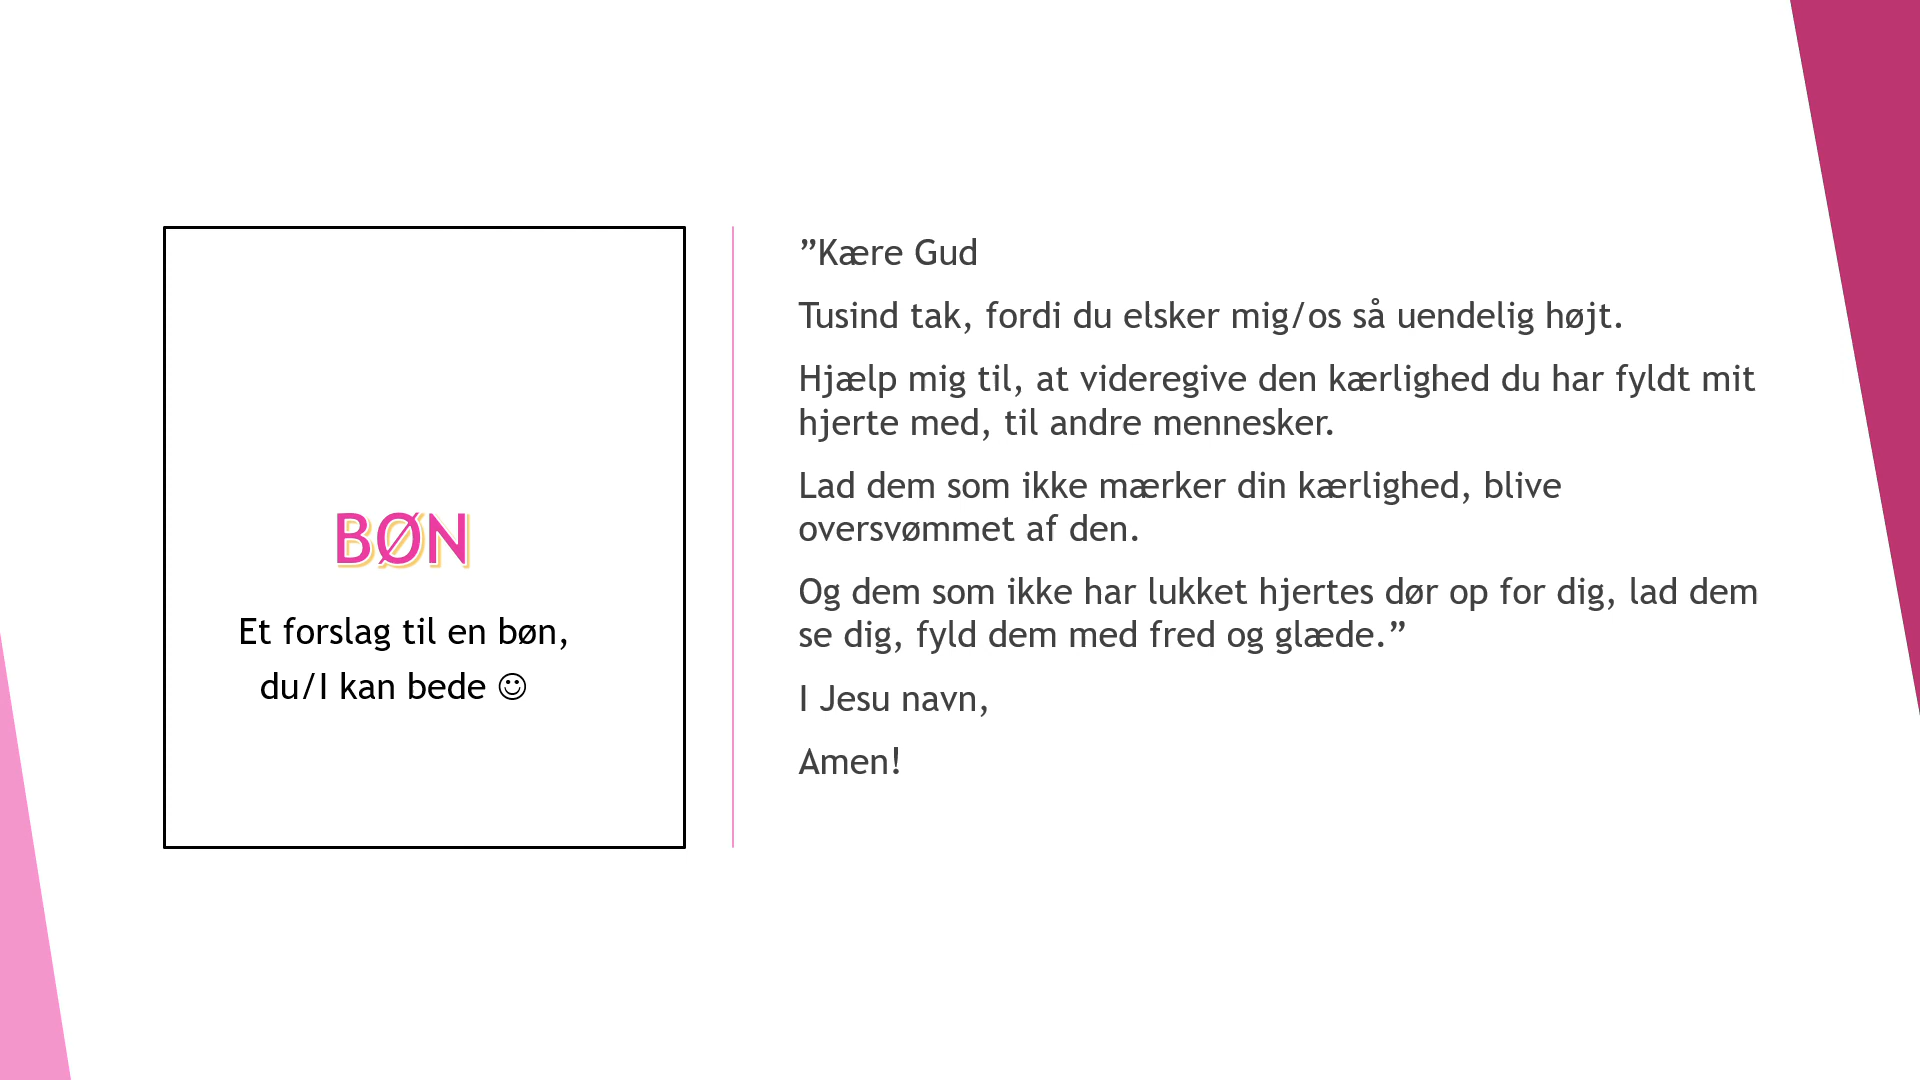 BØN
Et forslag til en bøn,
du/I kan bede ☺
”Kære Gud
Tusind tak, fordi du elsker mig/os så uendelig højt.
Hjælp mig til, at videregive den kærlighed du har fyldt mit
hjerte med, til andre mennesker.
Lad dem som ikke mærker din kærlighed, blive
oversvømmet af den.
Og dem som ikke har lukket hjertes dør op for dig, lad dem
se dig, fyld dem med fred og glæde.”
I Jesu navn,
Amen!